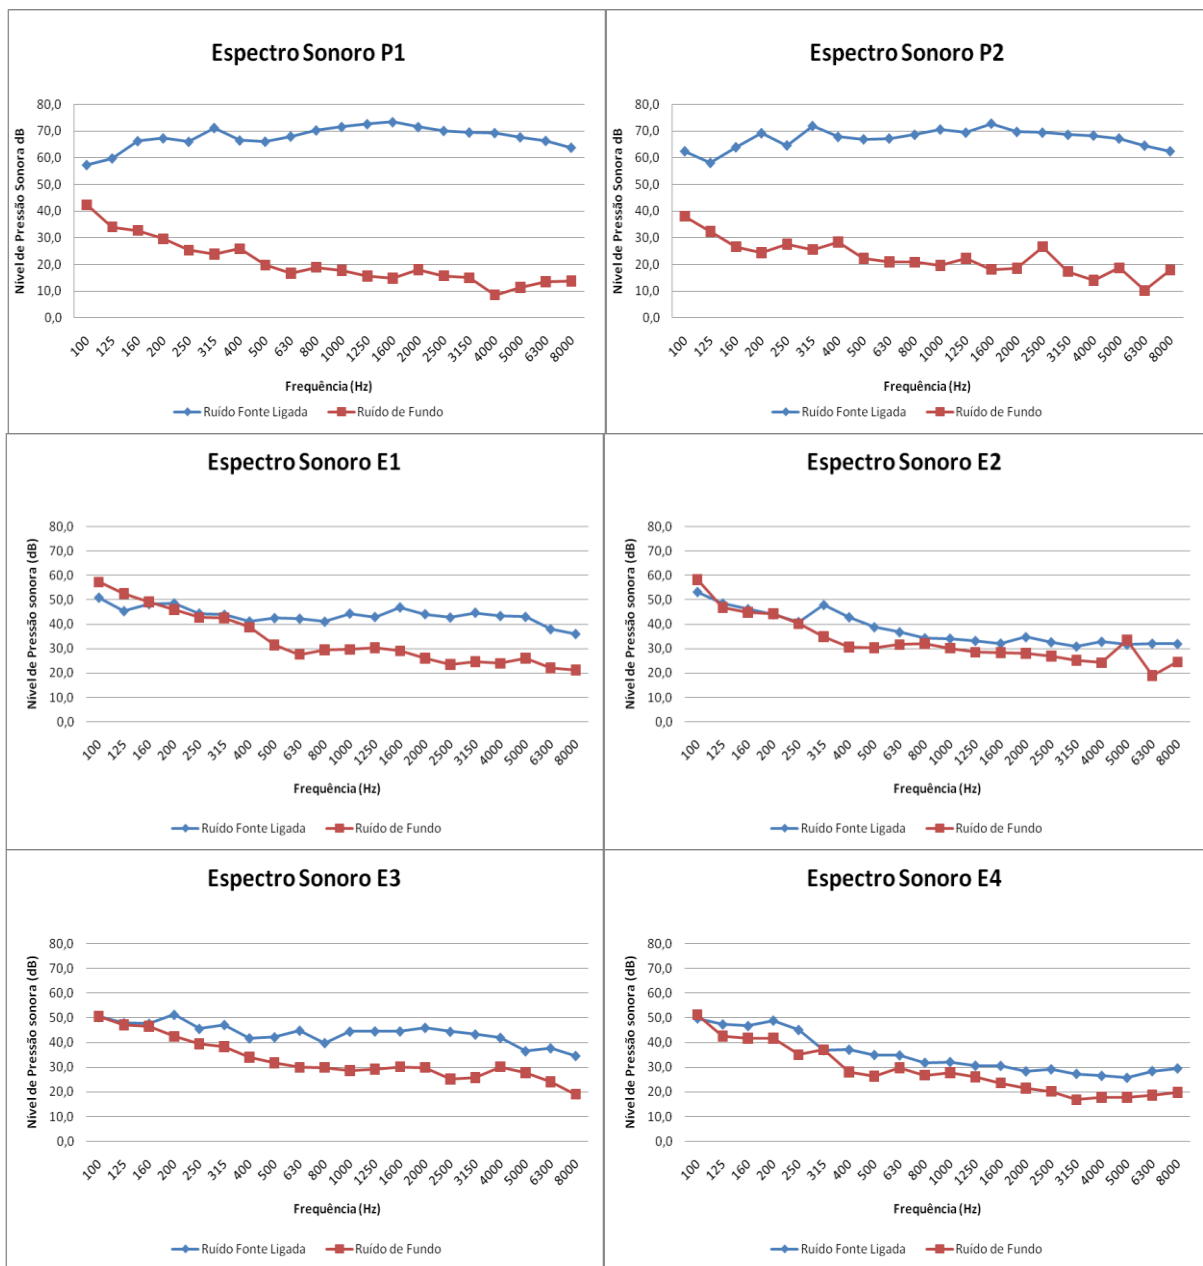 Espectro Sonoro P1
Nível de Pressão Sonora dB
80,0
70,0
60,0
50,0
40,0
30,0
20,0
10,0
0,0
100 125 160 200 250 315 400 500 630 800 1000 1250 1600 2000 2500 3150 4000 5000 6300 8000
Frequência (Hz)
Ruído Fonte Ligada Ruído de Fundo
Espectro Sonoro P2
Nível de Pressão Sonora dB
80,0
70,0
60,0
50,0
40,0
30,0
20,0
10,0
0,0
100 125 160 200 250 315 400 500 630 800 1000 1250 1600 2000 2500 3150 4000 5000 6300 8000
Frequência (Hz)
Ruído Fonte Ligada Ruído de Fundo
Espectro Sonoro E1
Nível de Pressão sonora (dB)
80,0
70,0
60,0
50,0
40,0
30,0
20,0
10,0
0,0
100 125 160 200 250 315 400 500 630 800 1000 1250 1600 2000 2500 3150 4000 5000 6300 8000
Frequência (Hz)
Ruído Fonte Ligada Ruído de Fundo
Espectro Sonoro E2
Nível de Pressão sonora (dB)
80,0
70,0
60,0
50,0
40,0
30,0
20,0
10,0
0,0
100 125 160 200 250 315 400 500 630 800 1000 1250 1600 2000 2500 3150 4000 5000 6300 8000
Frequência (Hz)
Ruído Fonte Ligada Ruído de Fundo
Espectro Sonoro E3
Nível de Pressão sonora (dB)
80,0
70,0
60,0
50,0
40,0
30,0
20,0
10,0
0,0
100 125 160 200 250 315 400 500 630 800 1000 1250 1600 2000 2500 3150 4000 5000 6300 8000
Frequência (Hz)
Ruído Fonte Ligada Ruído de Fundo
Espectro Sonoro E4
Nível de Pressão sonora (dB)
80,0
70,0
60,0
50,0
40,0
30,0
20,0
10,0
0,0
100 125 160 200 250 315 400 500 630 800 1000 1250 1600 2000 2500 3150 4000 5000 6300 8000
Frequência (Hz)
Ruído Fonte Ligada Ruído de Fundo